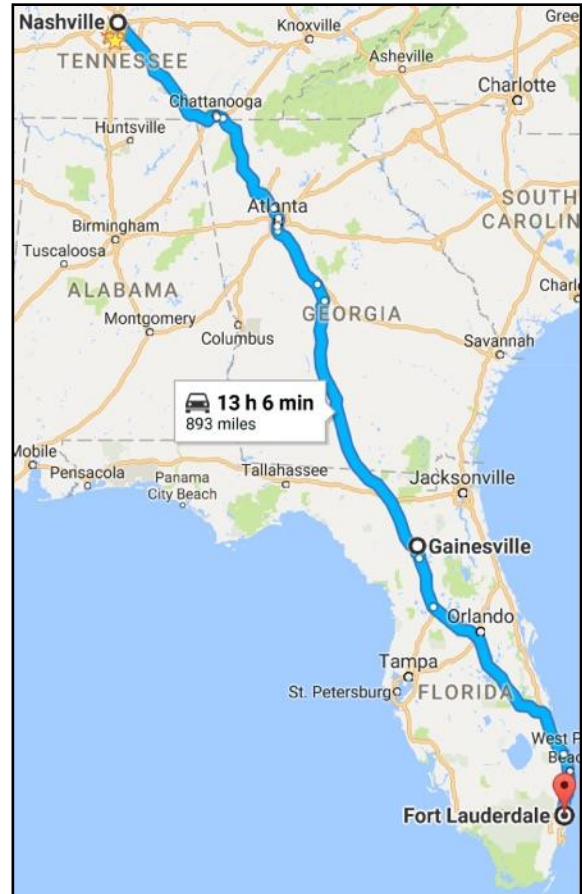 Nashville
Knoxville
Gree
TENNESSEE
Asheville
Charlotte
Chattanooga
Huntsville
Atlanta
SOUTH
CAROLIN
Birmingham
Tuscaloosa
ALABAMA
Charl
GEORGIA
Montgomery
Columbus
Savannah
13 h 6 min
893 miles
Mobile
Tallahassee
Pensacola
Panama
City Beach
Jacksonville
Gainesville
Orlando
Tampa
St. Petersburg
FLORIDA
West P
Beac
Fort Lauderdale